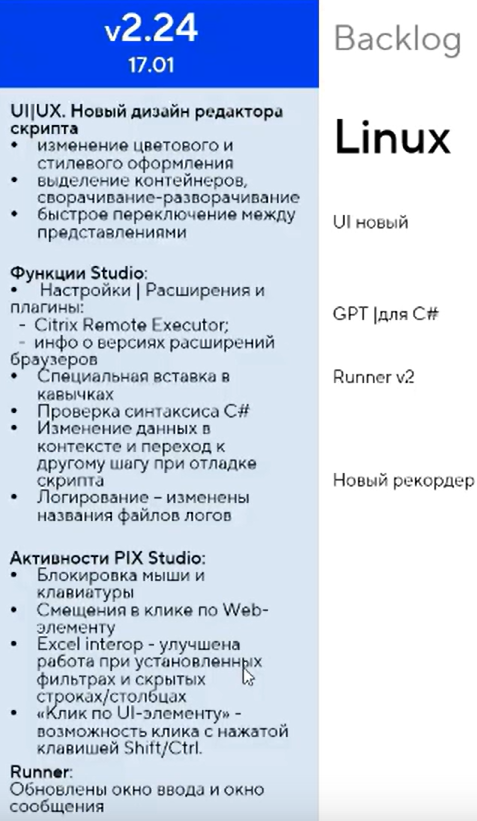 v2.24
17.01
UI|UX. Новый дизайн редактора
скрипта
• изменение цветового и
стилевого оформления
• выделение контейнеров,
сворачивание-разворачивание
• быстрое переключение между
представлениями
Функции Studio:
• Настройки | Расширения и
плагины:
- Citrix Remote Executor;
- инфо о версиях расширений
браузеров
• Специальная вставка в
кавычках
• Проверка синтаксиса C#
• Изменение данных в
контексте и переход к
другому шагу при отладке
скрипта
• Логирование – изменены
названия файлов логов
Активности PIX Studio:
• Блокировка мыши и
клавиатуры
• Смещения в клике по Web-
элементу
• Excel interop - улучшена
работа при установленных
фильтрах и скрытых
строках/столбцах
• «Клик по UI-элементу» -
возможность клика с нажатой
клавишей Shift/Ctrl.
Runner:
Обновлены окно ввода и окно
сообщения
Backlog
Linux
UI новый
GPT |для C#
Runner v2
Новый рекордер